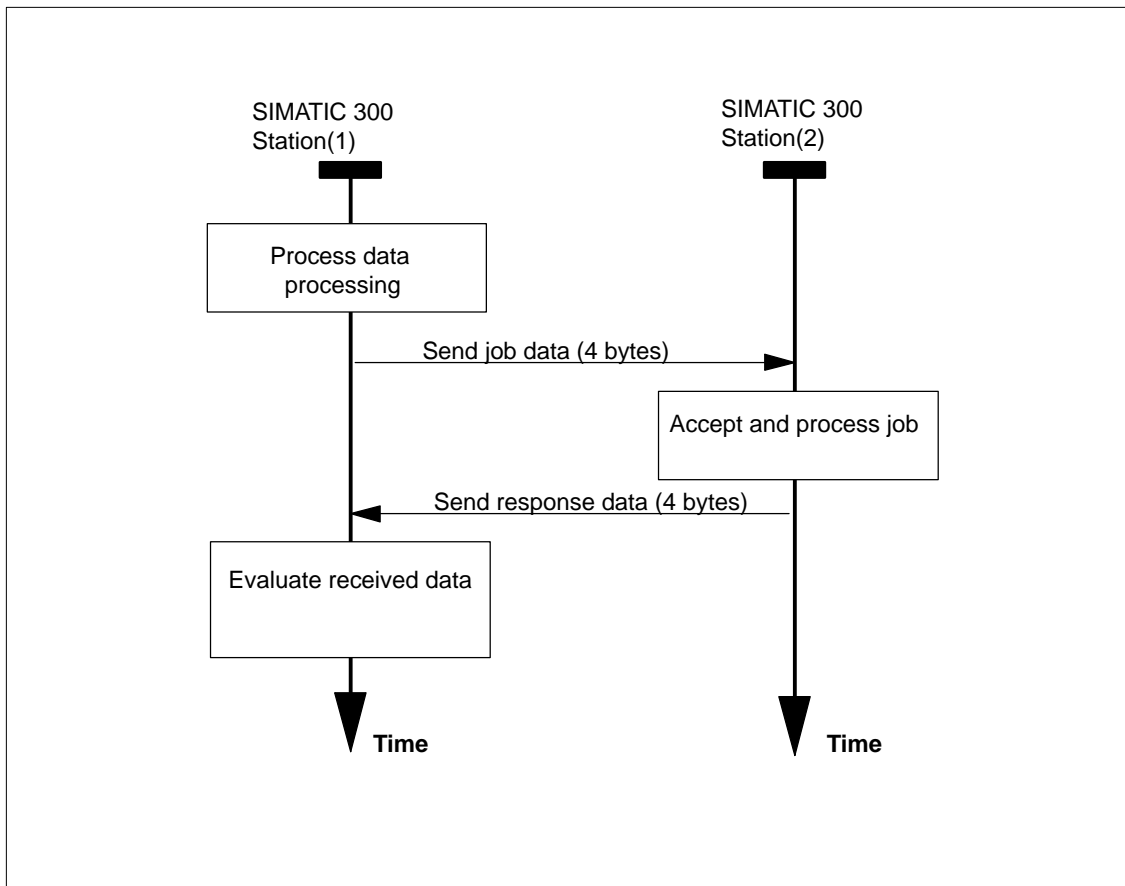 SIMATIC 300
Station(1)
SIMATIC 300
Station(2)
Process data
processing
Send job data (4 bytes)
Accept and process job
Send response data (4 bytes)
Evaluate received data
Time
Time